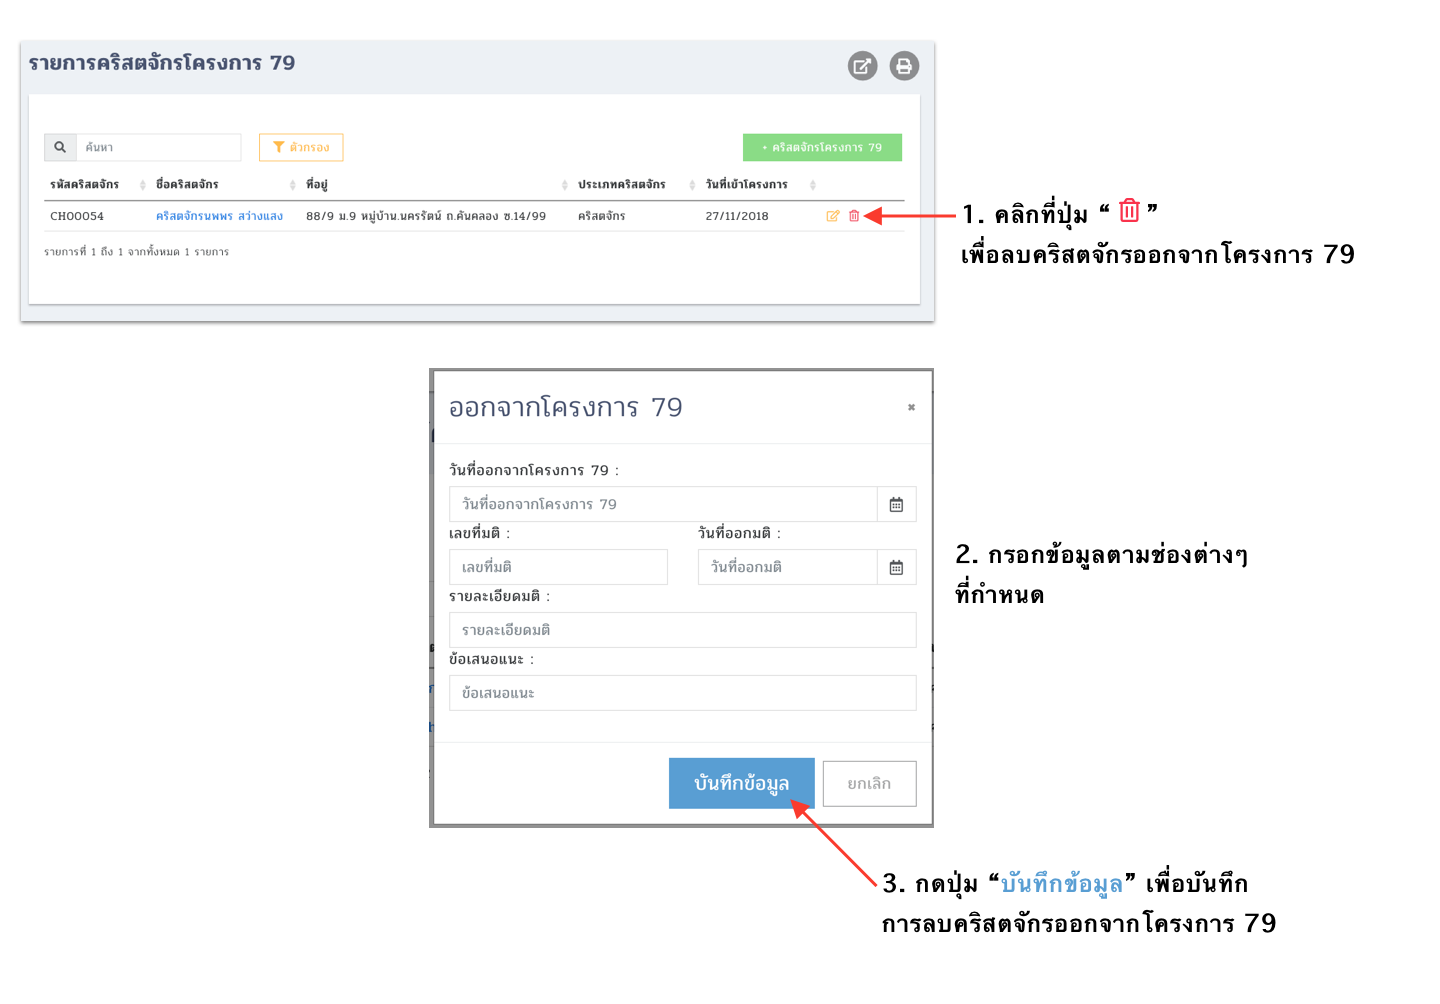 รายการคริสตจักรโครงการ 79
ค้นหา
ตัวกรอง
+ คริสตจักรโครงการ 79
รหัสคริสตจักร ชื่อคริสตจักร ที่อยู่ ประเภทคริสตจักร วันที่เข้าโครงการ
CH00054 คริสตจักรนพพร สว่างแสง 88/9 ม.9 หมู่บ้าน.นครรัตน์ ถ.คันคลอง ซ.14/99 คริสตจักร 27/11/2018
รายการที่ 1 ถึง 1 จากทั้งหมด 1 รายการ
1. คลิกที่ปุ่ม “ ”
เพื่อลบคริสตจักรออกจากโครงการ 79
ออกจากโครงการ 79
×
วันที่ออกจากโครงการ 79 :
วันที่ออกจากโครงการ 79
เลขที่มติ : วันที่ออกมติ :
เลขที่มติ วันที่ออกมติ
รายละเอียดมติ :
รายละเอียดมติ
ข้อเสนอแนะ :
ข้อเสนอแนะ
บันทึกข้อมูล ยกเลิก
2. กรอกข้อมูลตามช่องต่างๆ
ที่กำหนด
3. กดปุ่ม “บันทึกข้อมูล” เพื่อบันทึก
การลบคริสตจักรออกจากโครงการ 79